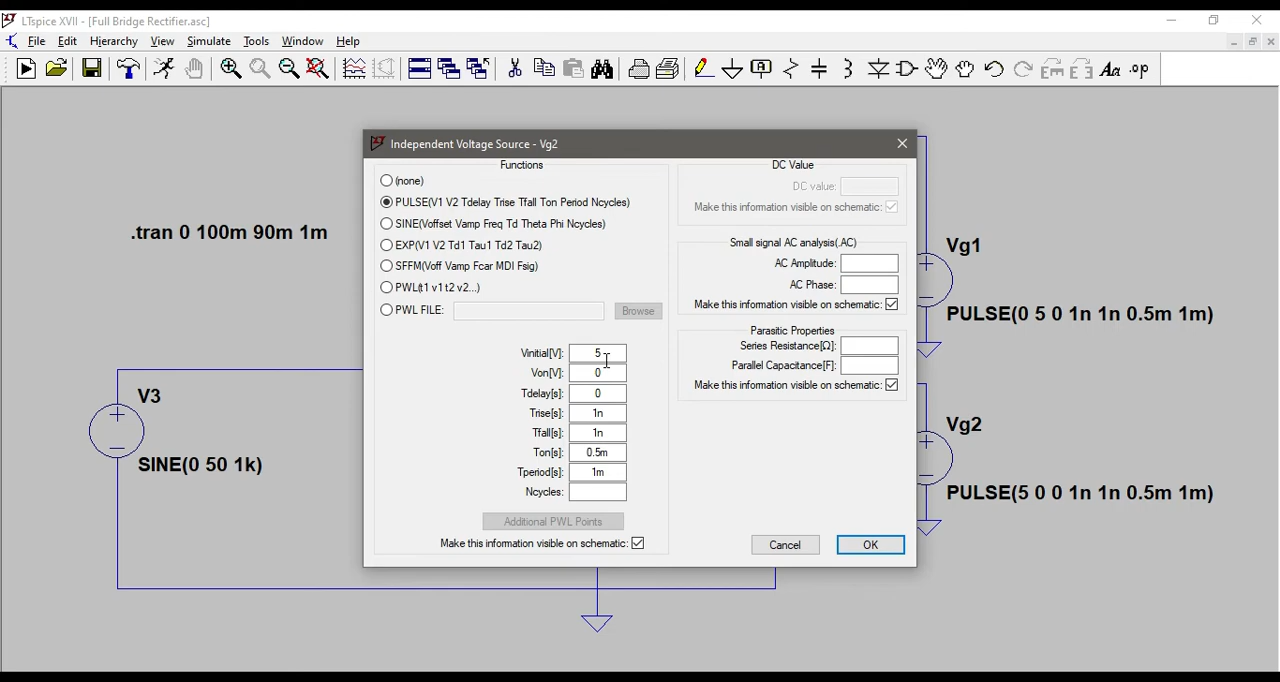 LTspice XVII - [Full Bridge Rectifier.asc]
File Edit Hierarchy View Simulate Tools Window Help
Aa .op
Independent Voltage Source - Vg2
Functions
(none)
PULSE(V1 V2 Tdelay Trise Tfall Ton Period Ncycles)
SINE(Voffset Vamp Freq Td Theta Phi Ncycles)
EXP(V1 V2 Td1 Tau1 Td2 Tau2)
SFFM(Voff Vamp Fcar MDI Fsig)
PWL(t1 v1 t2 v2...)
PWL FILE: Browse
Vinitial[V]: 5
Von[V]: 0
Tdelay[s]: 0
Trise[s]: 1n
Tfall[s]: 1n
Ton[s]: 0.5m
Tperiod[s]: 1m
Ncycles:
Additional PWL Points
Make this information visible on schematic:
DC Value
DC value:
Make this information visible on schematic:
Small signal AC analysis(.AC)
AC Amplitude:
AC Phase:
Make this information visible on schematic:
Parasitic Properties
Series Resistance[Ω]:
Parallel Capacitance[F]:
Make this information visible on schematic:
Cancel OK
.tran 0 100m 90m 1m
V3
SINE(0 50 1k)
Vg1
PULSE(0 5 0 1n 1n 0.5m 1m)
Vg2
PULSE(5 0 0 1n 1n 0.5m 1m)